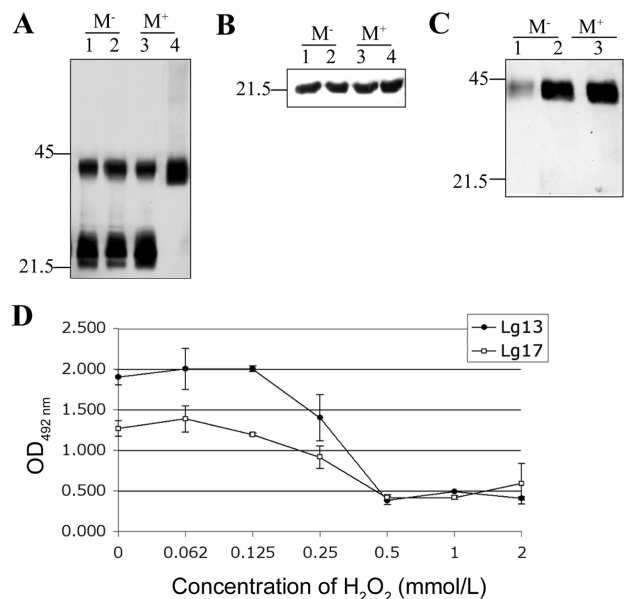 A
M- M+
1 2 3 4
45
21.5
B
M- M+
1 2 3 4
21.5
C
M- M+
1 2 3
45
21.5
D
2.500
2.000
1.500
1.000
0.500
0.000
OD492 nm
Lg13
Lg17
0 0.062 0.125 0.25 0.5 1 2
Concentration of H2O2 (mmol/L)